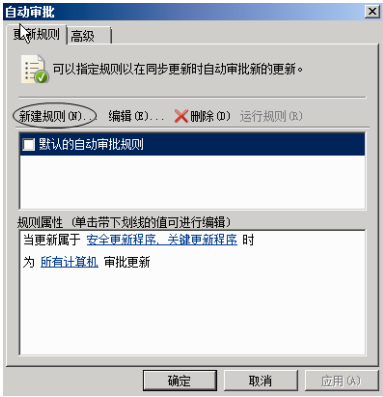 自动审批
更新规则 高级
可以指定规则以在同步更新时自动审批新的更新。
新建规则(N)... 编辑(E)... 删除(D) 运行规则(R)
默认的自动审批规则
规则属性 (单击带下划线的值可进行编辑)
当更新属于 安全更新程序, 关键更新程序 时
为 所有计算机 审批更新
确定 取消 应用(A)